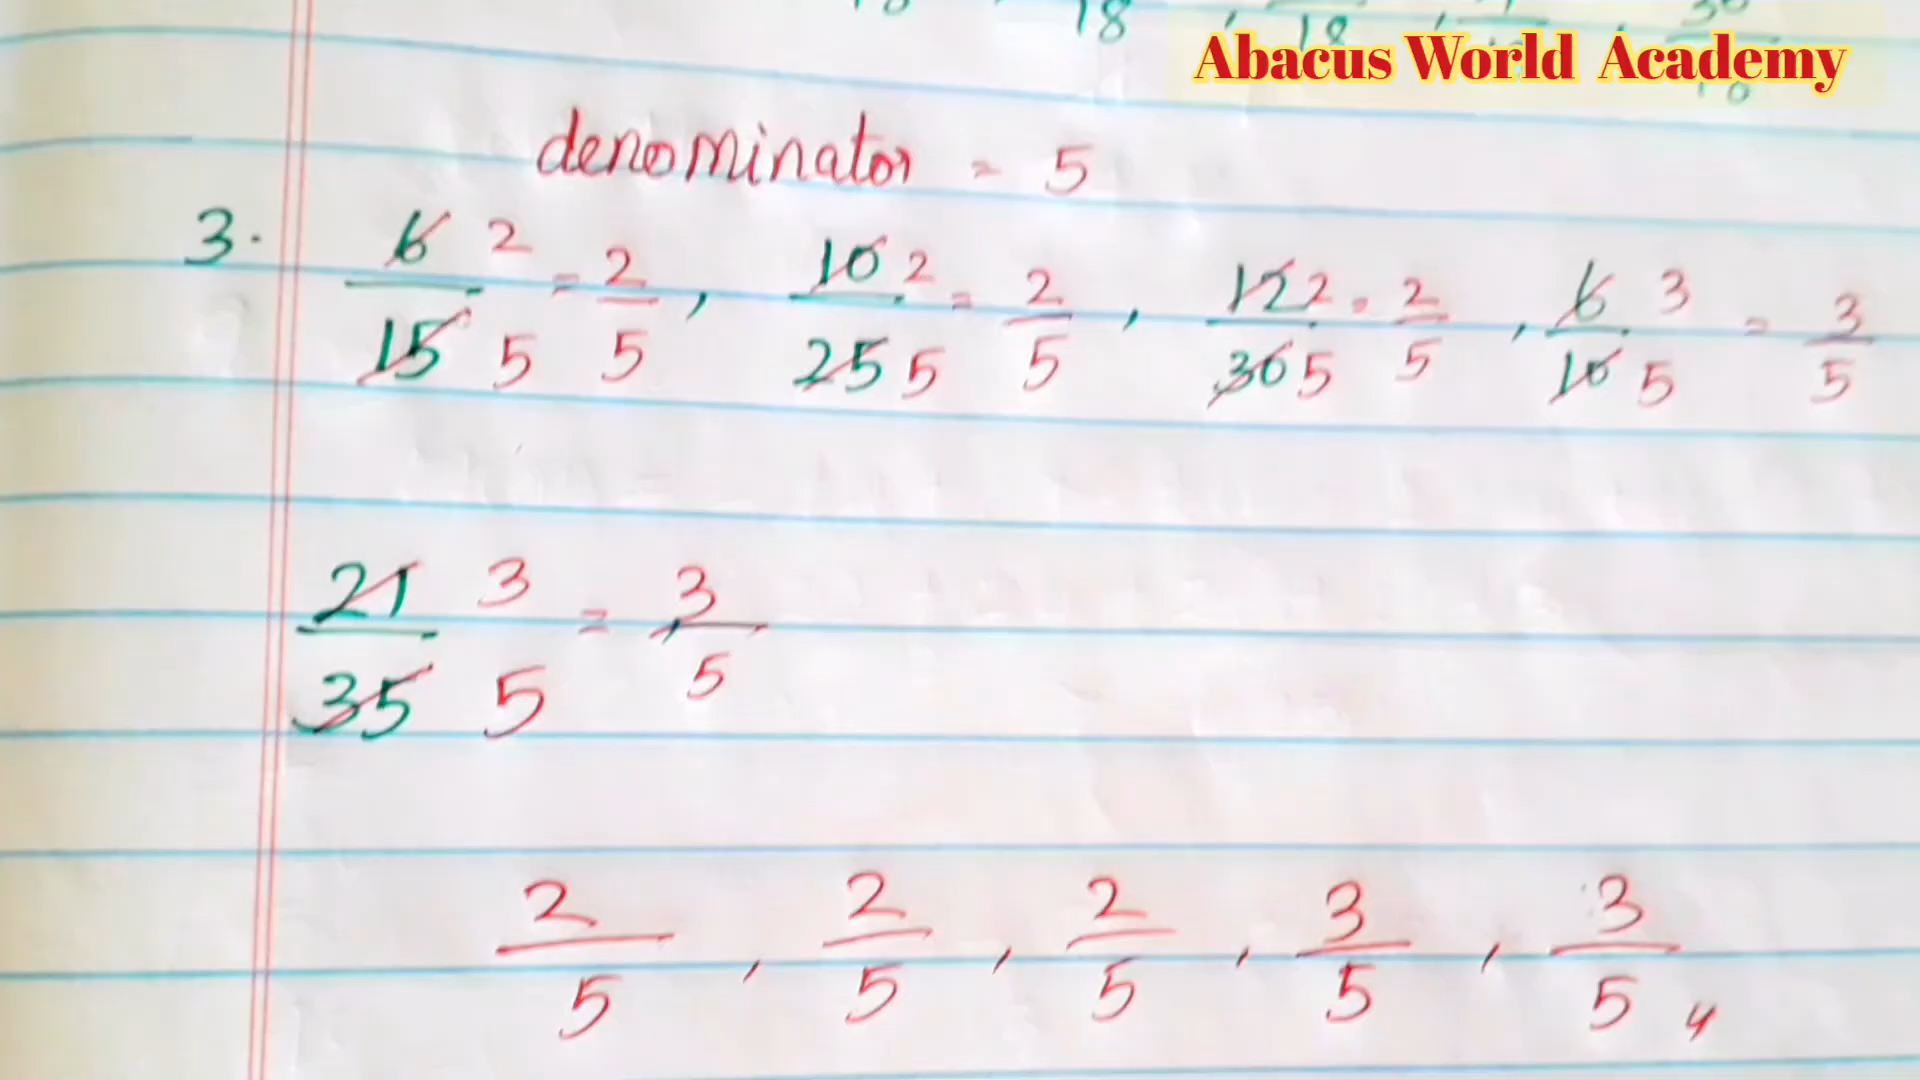 18 18
Abacus World Academy
denominator = 5
3. 6/15 2/5 = 2/5 , 10/25 2/5 = 2/5 , 12/30 2/5 = 2/5 , 6/10 3/5 = 3/5
21/35 3/5 = 3/5
2/5 , 2/5 , 2/5 , 3/5 , 3/5